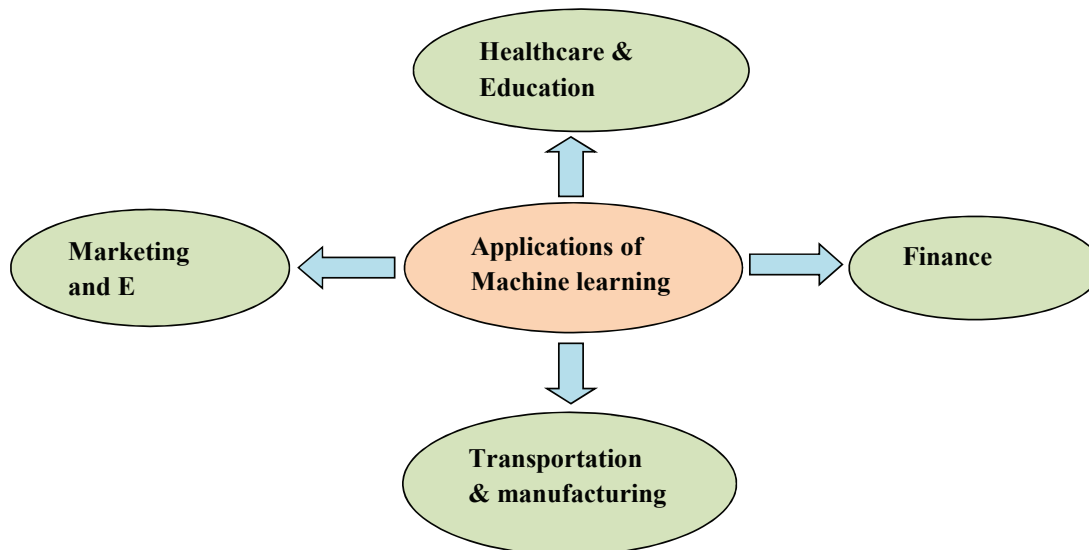 Healthcare &
Education
Marketing
and E
Applications of
Machine learning
Finance
Transportation
& manufacturing